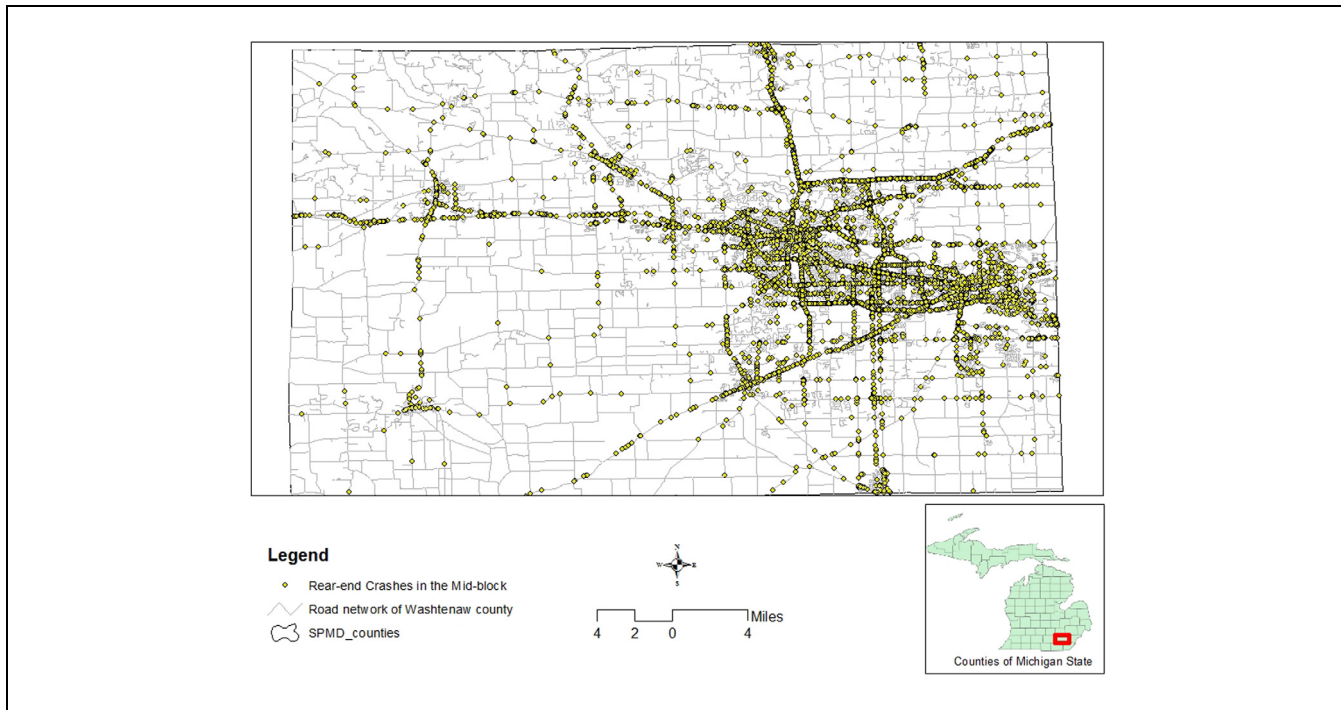 Legend
Rear-end Crashes in the Mid-block
Road network of Washtenaw county
SPMD_counties
N
W E
S
Miles
4 2 0 4
Counties of Michigan State